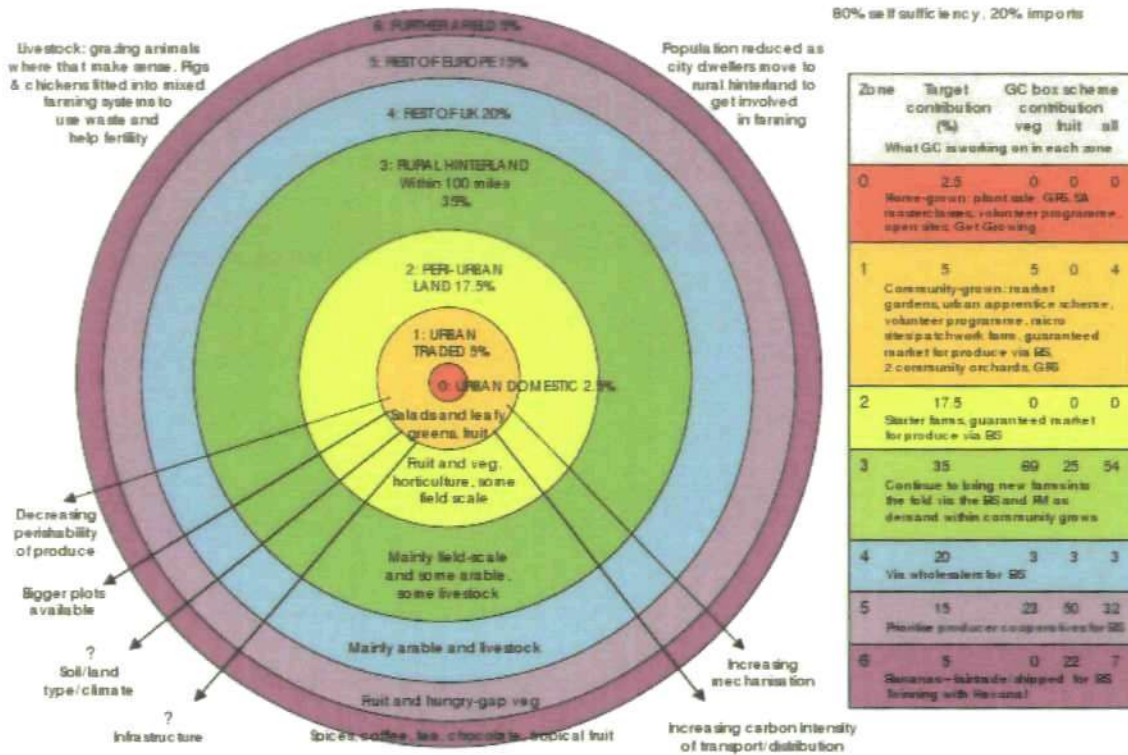 80% self sufficiency, 20% imports
Livestock: grazing animals
where that make sense. Pigs
& chickens fitted into mixed
farming systems to
use waste and
help fertility
Population reduced as
city dwellers move to
rural hinterland to
get involved
in farming
6: FURTHER AFIELD 5%
5: REST OF EUROPE 15%
4: REST OF UK 20%
3: RURAL HINTERLAND
Within 100 miles
35%
2: PERI-URBAN
LAND 17.5%
1: URBAN
TRADED 5%
0: URBAN DOMESTIC 2.5%
Salads and leafy
greens, fruit
Fruit and veg,
horticulture, some
field scale
Mainly field-scale
and some arable,
some livestock
Mainly arable and livestock
Fruit and hungry-gap veg
Spices, coffee, tea, chocolate, tropical fruit
Decreasing
perishability
of produce
Bigger plots
available
?
Soil/land
type/climate
?
Infrastructure
Increasing
mechanisation
Increasing carbon intensity
of transport/distribution
Zone Target GC box scheme
contribution contribution
(%) veg fruit all
What GC is working on in each zone
0 2.5 0 0 0
Home-grown: plant sale, GRS, SA
masterclasses, volunteer programme,
open sites, Get Growing
1 5 5 0 4
Community-grown: market
gardens, urban apprentice scheme,
volunteer programme, micro
sites/patchwork farm, guaranteed
market for produce via BS,
2 community orchards, GRS
2 17.5 0 0 0
Starter farms, guaranteed market
for produce via BS
3 35 69 25 54
Continue to bring new farms into
the fold via the BS and FM as
demand within community grows
4 20 3 3 3
Via wholesalers for BS
5 15 23 50 32
Prioritise producer cooperatives for BS
6 5 0 22 7
Bananas – fairtrade/shipped for BS
Twinning with Havana!